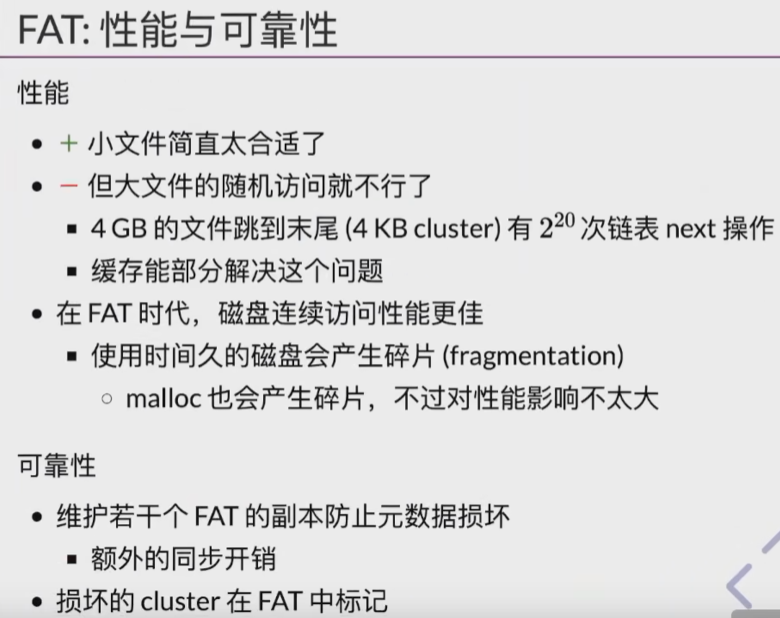 FAT: 性能与可靠性
性能
• + 小文件简直太合适了
• − 但大文件的随机访问就不行了
▪ 4 GB 的文件跳到末尾 (4 KB cluster) 有 2²⁰ 次链表 next 操作
▪ 缓存能部分解决这个问题
• 在 FAT 时代，磁盘连续访问性能更佳
▪ 使用时间久的磁盘会产生碎片 (fragmentation)
○ malloc 也会产生碎片，不过对性能影响不太大
可靠性
• 维护若干个 FAT 的副本防止元数据损坏
▪ 额外的同步开销
• 损坏的 cluster 在 FAT 中标记